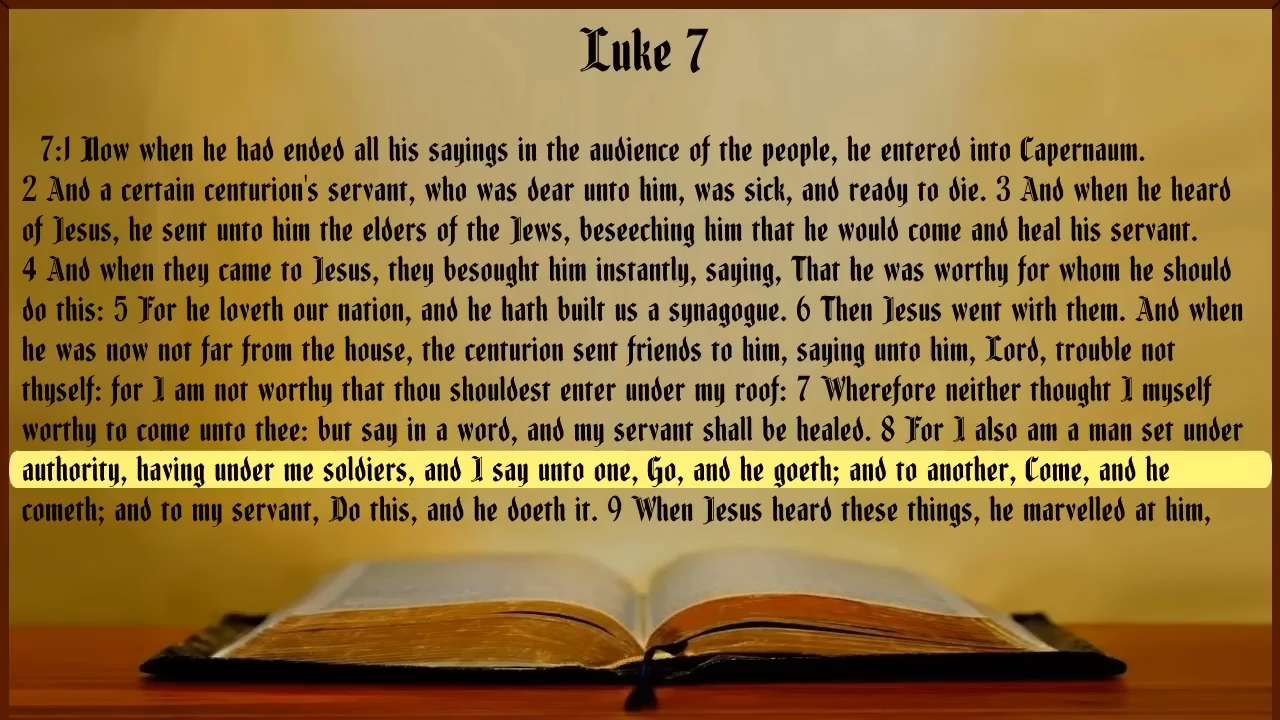 Luke 7
7:1 Now when he had ended all his sayings in the audience of the people, he entered into Capernaum.
2 And a certain centurion's servant, who was dear unto him, was sick, and ready to die. 3 And when he heard
of Jesus, he sent unto him the elders of the Jews, beseeching him that he would come and heal his servant.
4 And when they came to Jesus, they besought him instantly, saying, That he was worthy for whom he should
do this: 5 For he loveth our nation, and he hath built us a synagogue. 6 Then Jesus went with them. And when
he was now not far from the house, the centurion sent friends to him, saying unto him, Lord, trouble not
thyself: for I am not worthy that thou shouldest enter under my roof: 7 Wherefore neither thought I myself
worthy to come unto thee: but say in a word, and my servant shall be healed. 8 For I also am a man set under
authority, having under me soldiers, and I say unto one, Go, and he goeth; and to another, Come, and he
cometh; and to my servant, Do this, and he doeth it. 9 When Jesus heard these things, he marvelled at him,